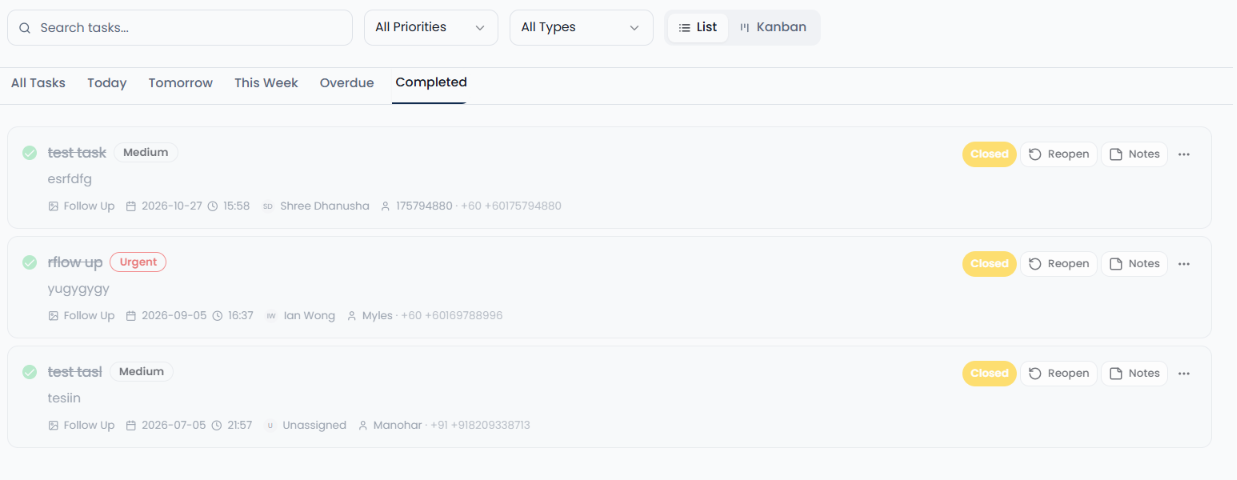 Search tasks... All Priorities All Types List Kanban
All Tasks Today Tomorrow This Week Overdue Completed
test task Medium Closed Reopen Notes ...
esrfdfg
Follow Up 2026-10-27 15:58 SD Shree Dhanusha 175794880 · +60 +60175794880
rflow up Urgent Closed Reopen Notes ...
yugygygy
Follow Up 2026-09-05 16:37 IW Ian Wong Myles · +60 +60169788996
test tasl Medium Closed Reopen Notes ...
tesiin
Follow Up 2026-07-05 21:57 U Unassigned Manohar · +91 +918209338713